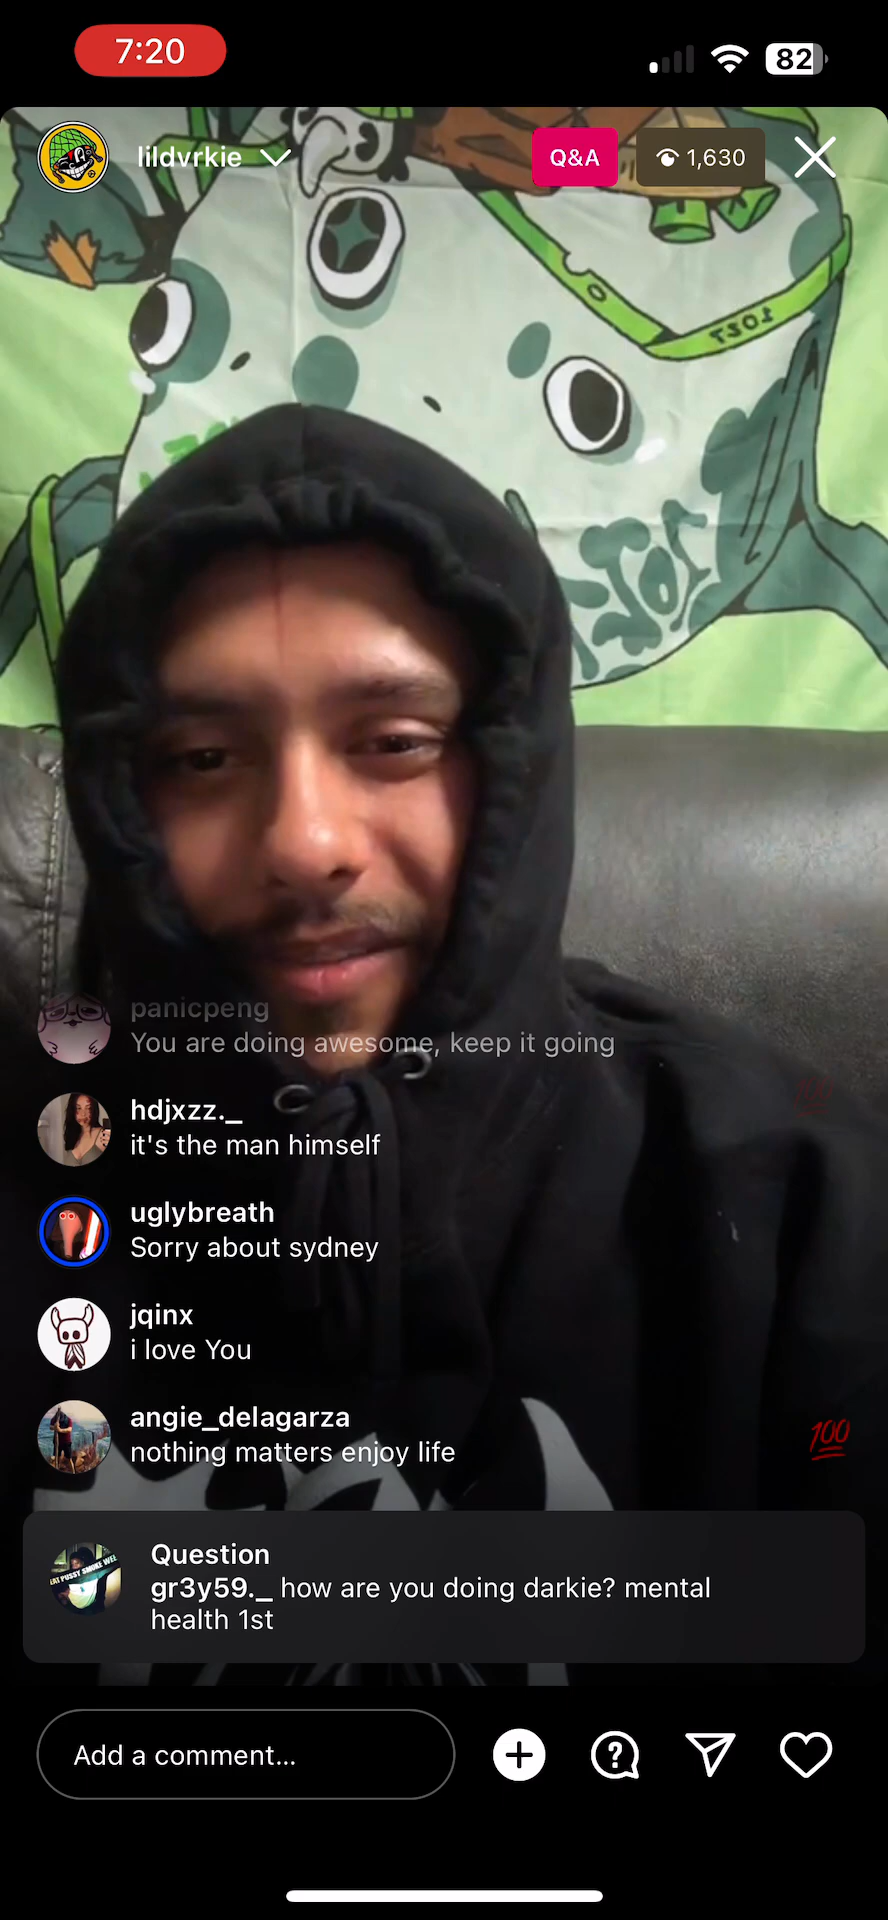 7:20
82
lildvrkie
Q&A
1,630
LOST
LOST
panicpeng
You are doing awesome, keep it going
hdjxzz._
it's the man himself
uglybreath
Sorry about sydney
jqinx
i love You
angie_delagarza
nothing matters enjoy life
100
Question
gr3y59._ how are you doing darkie? mental
health 1st
Add a comment...